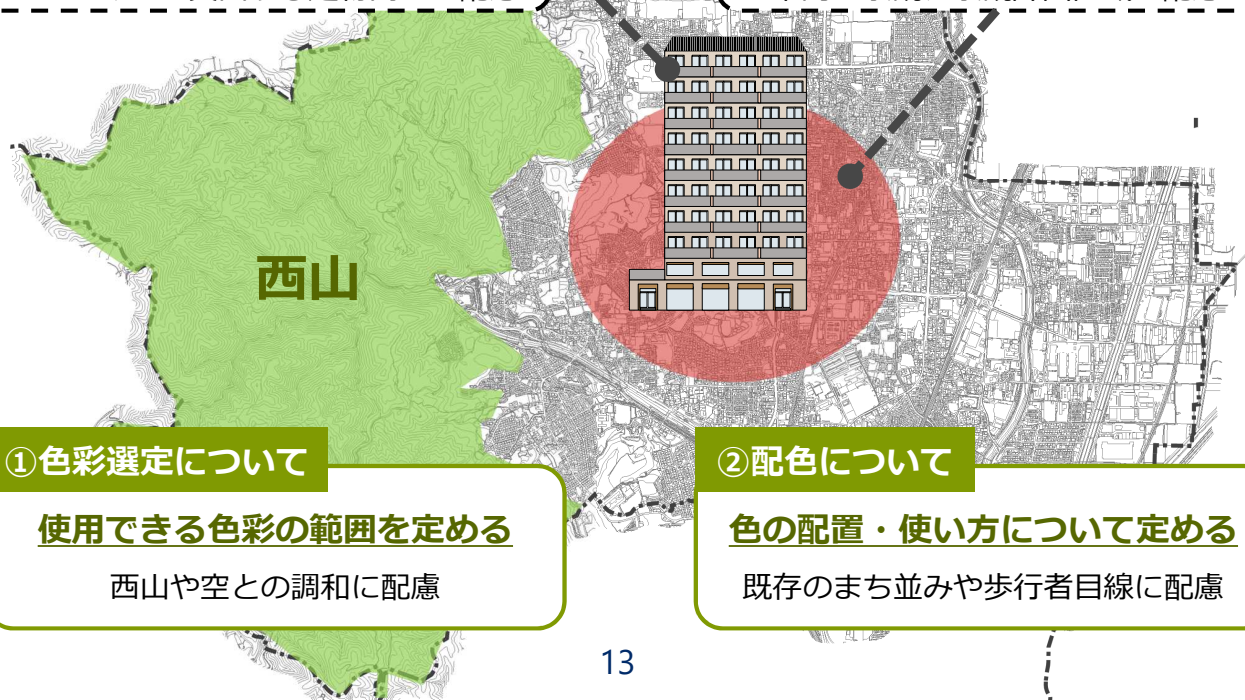 西山
①色彩選定について
使用できる色彩の範囲を定める
西山や空との調和に配慮
②配色について
色の配置・使い方について定める
既存のまち並みや歩行者目線に配慮
13